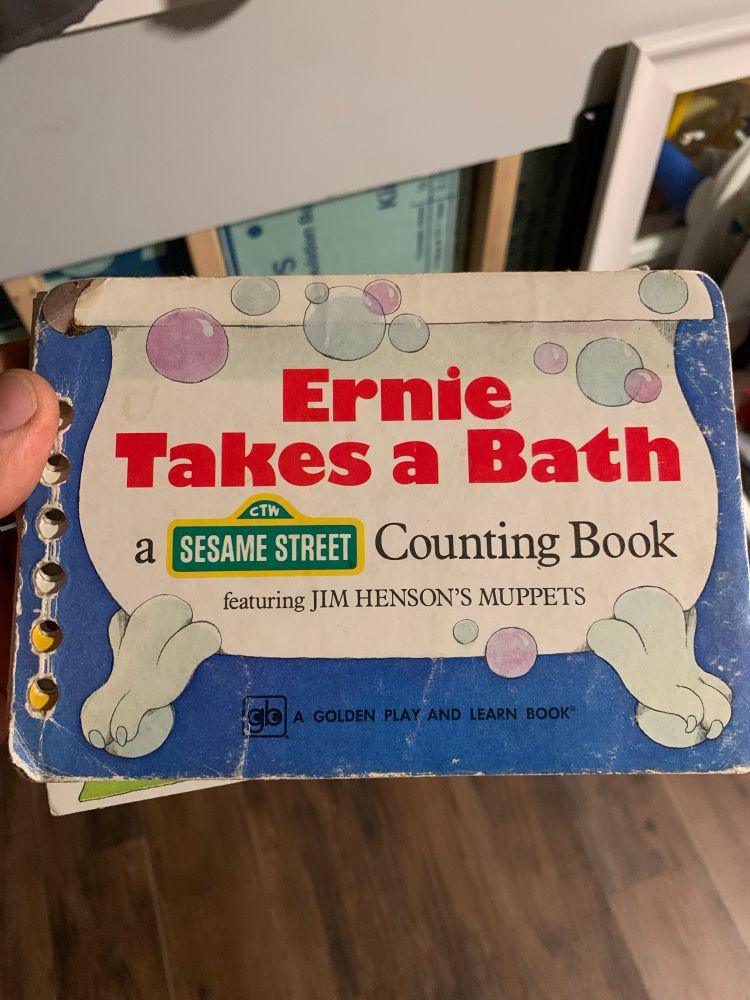 Ernie
Takes a Bath
a CTW SESAME STREET Counting Book
featuring JIM HENSON'S MUPPETS
gb A GOLDEN PLAY AND LEARN BOOK®